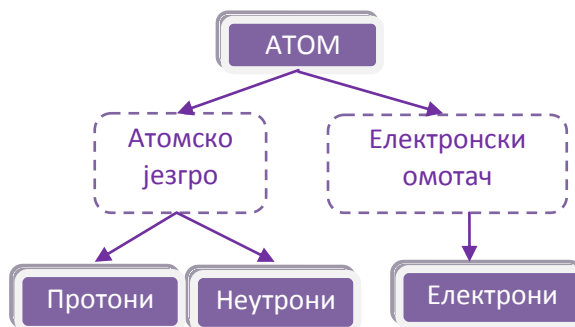 АТОМ
Атомско
језгро
Електронски
омотач
Протони
Неутрони
Електрони